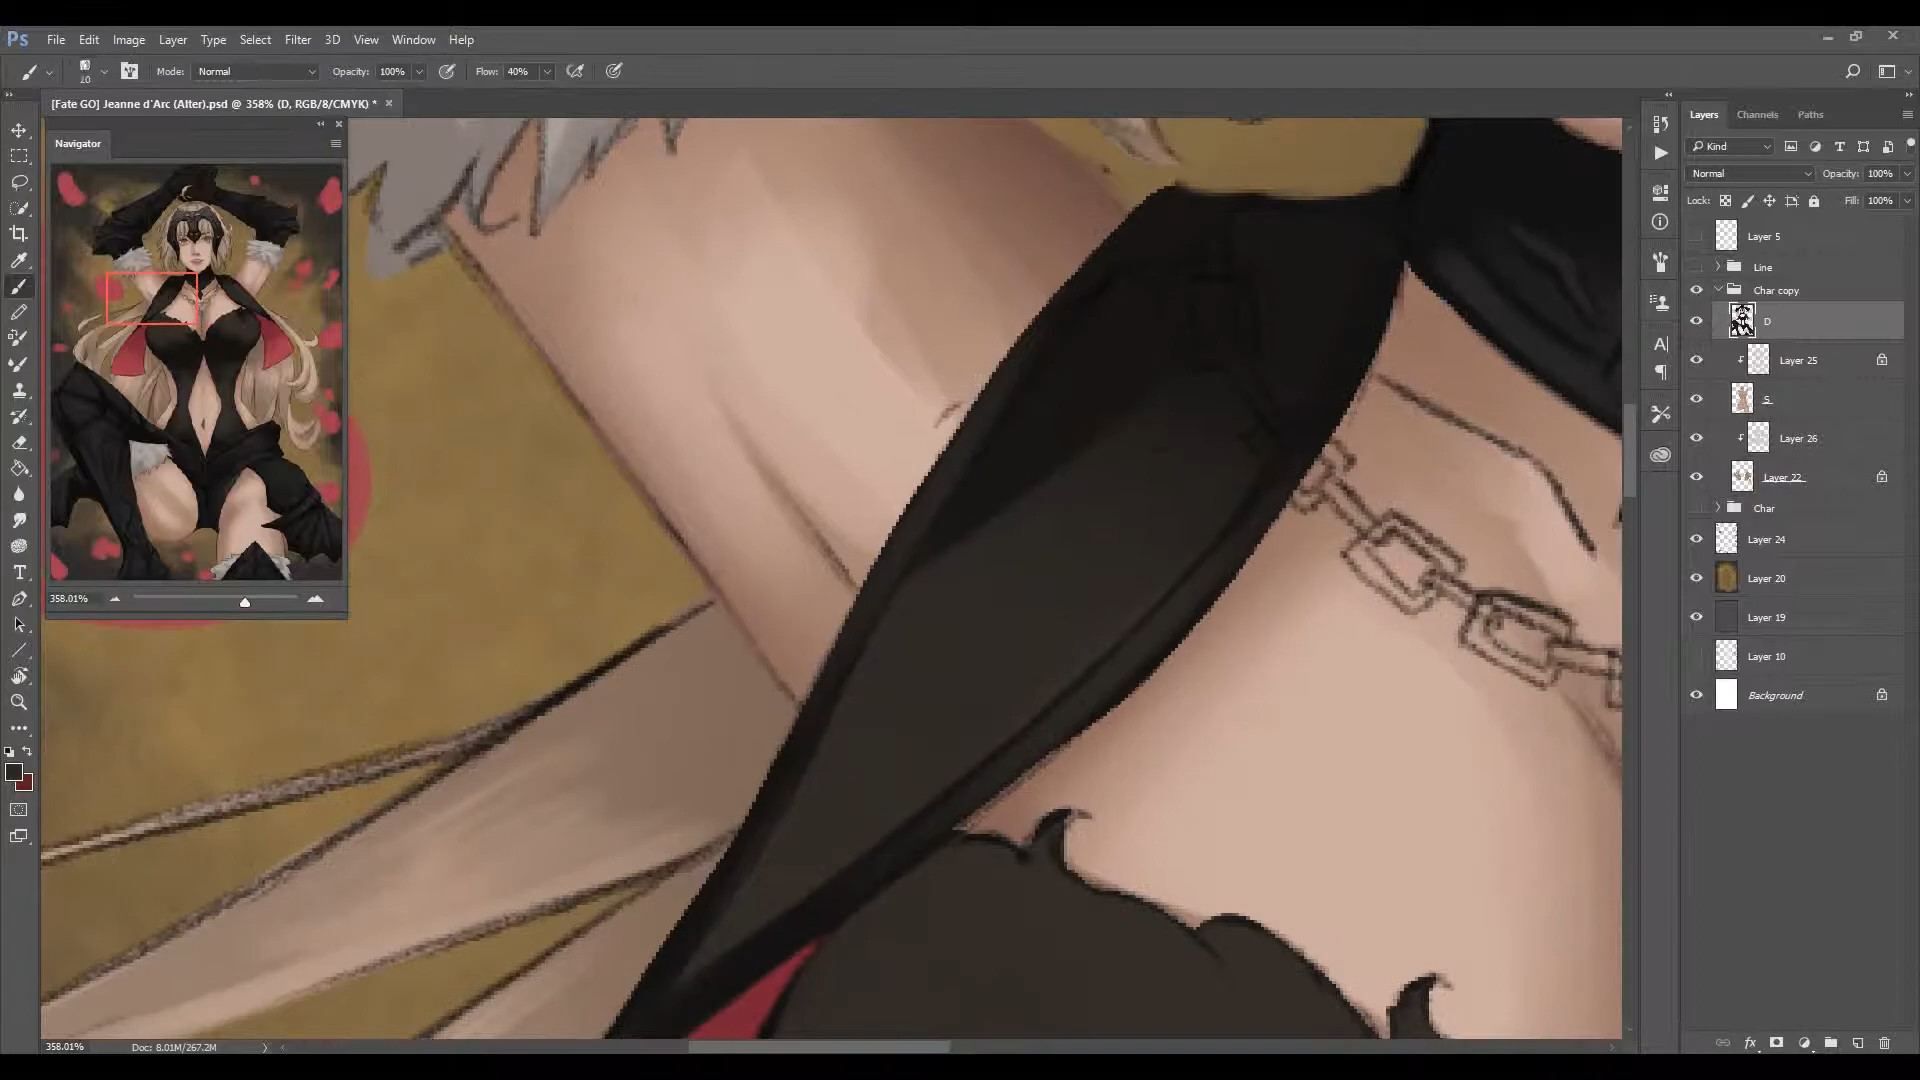 Ps File Edit Image Layer Type Select Filter 3D View Window Help
20 Mode: Normal Opacity: 100% Flow: 40%
[Fate GO] Jeanne d'Arc (Alter).psd @ 358% (D, RGB/8/CMYK) *
Navigator
358.01%
Layers Channels Paths
Kind
Normal Opacity: 100%
Lock: Fill: 100%
Layer 5
Line
Char copy
D
Layer 25
S
Layer 26
Layer 22
Char
Layer 24
Layer 20
Layer 19
Layer 10
Background
358.01% Doc: 8.01M/267.2M